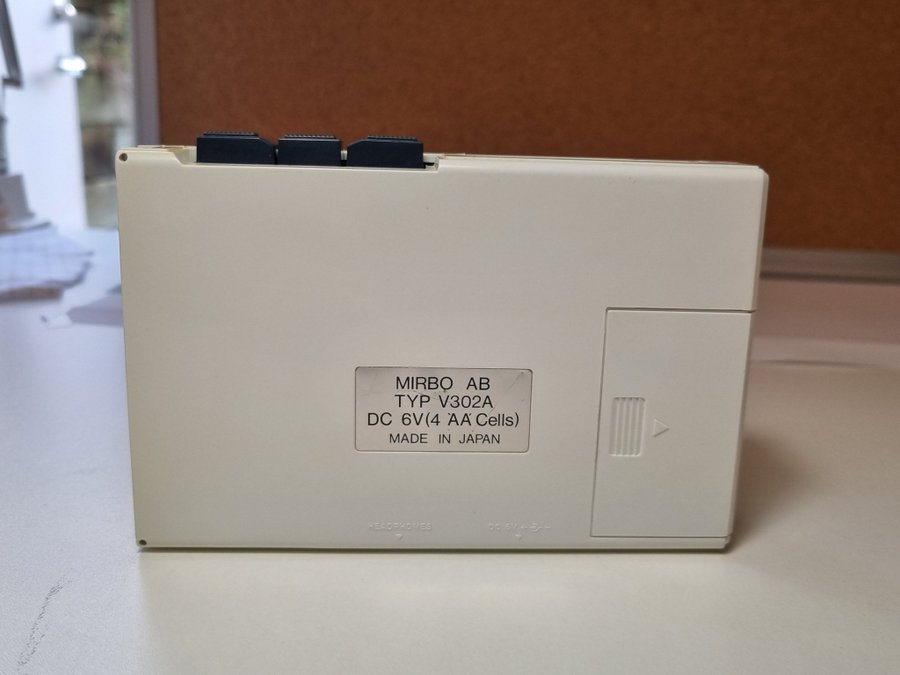 MIRBO AB
TYP V302A
DC 6V(4 "AA" Cells)
MADE IN JAPAN
HEADPHONES
DC 6V